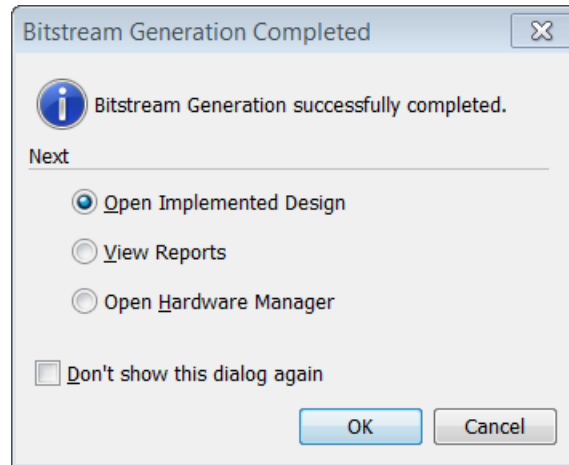 Bitstream Generation Completed
Bitstream Generation successfully completed.
Next
Open Implemented Design
View Reports
Open Hardware Manager
Don't show this dialog again
OK Cancel